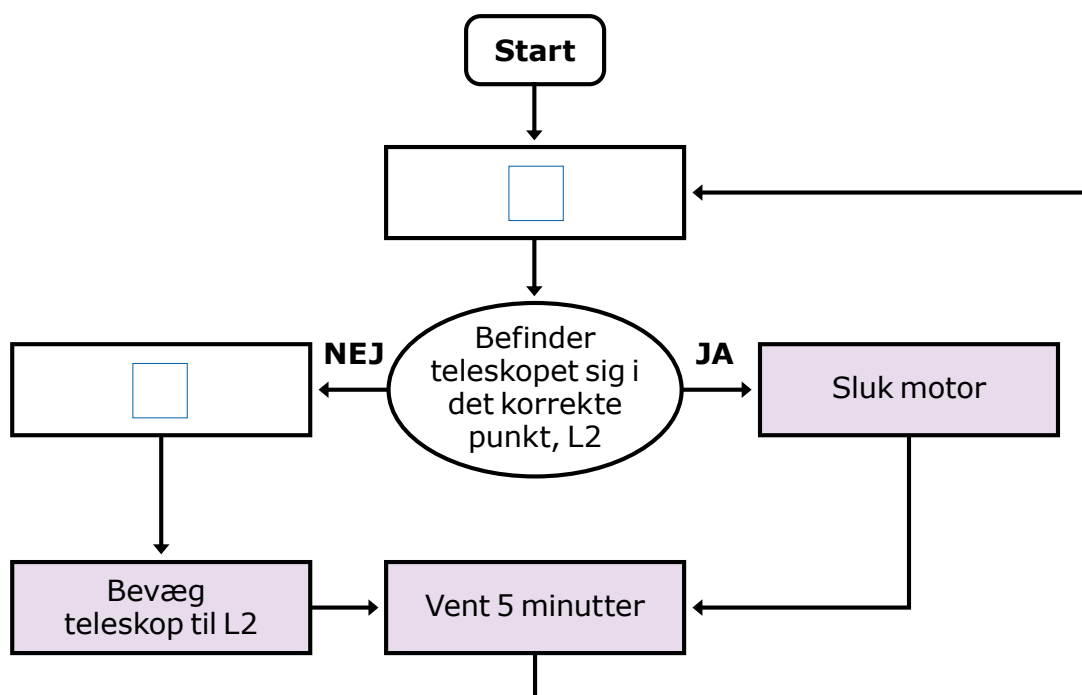 Start
Befinder
teleskopet sig i
det korrekte
punkt, L2
NEJ
JA
Sluk motor
Bevæg
teleskop til L2
Vent 5 minutter